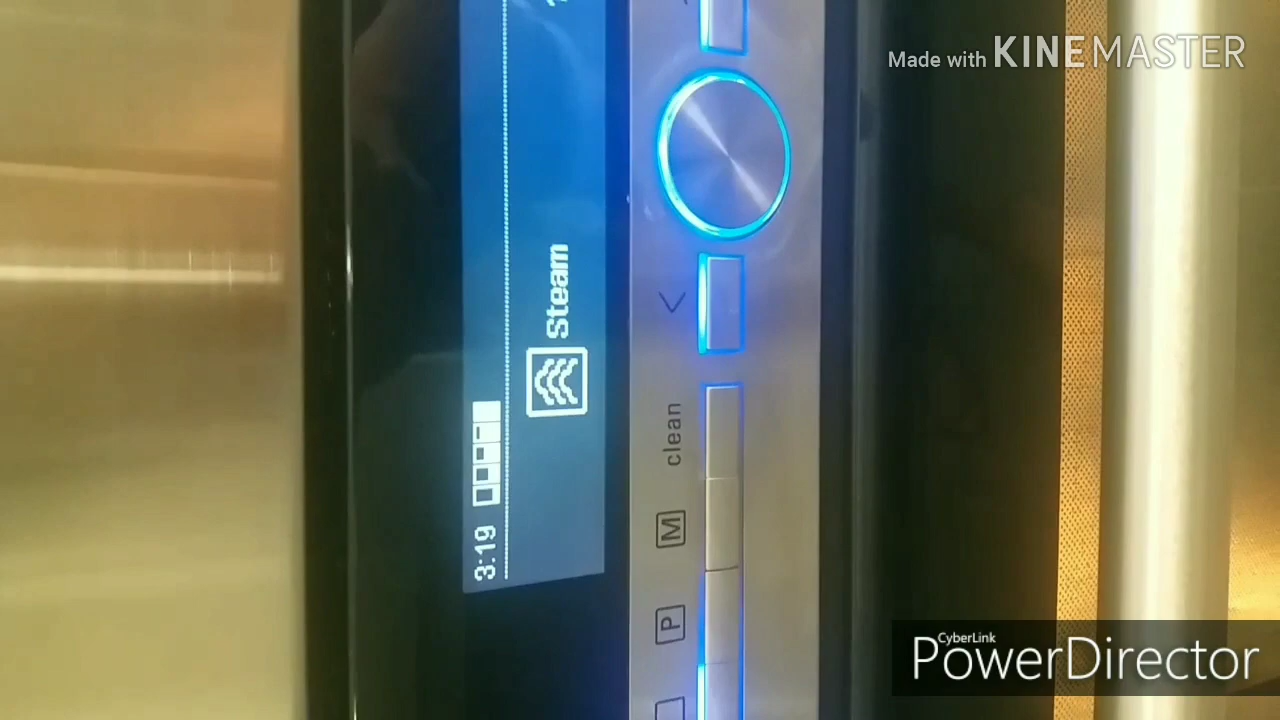 3:19
Steam
clean
M
P
Made with KINEMASTER
CyberLink
PowerDirector